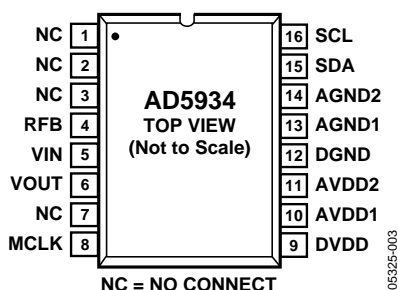 NC 1
NC 2
NC 3
RFB 4
VIN 5
VOUT 6
NC 7
MCLK 8
AD5934
TOP VIEW
(Not to Scale)
16 SCL
15 SDA
14 AGND2
13 AGND1
12 DGND
11 AVDD2
10 AVDD1
9 DVDD
NC = NO CONNECT
05325-003